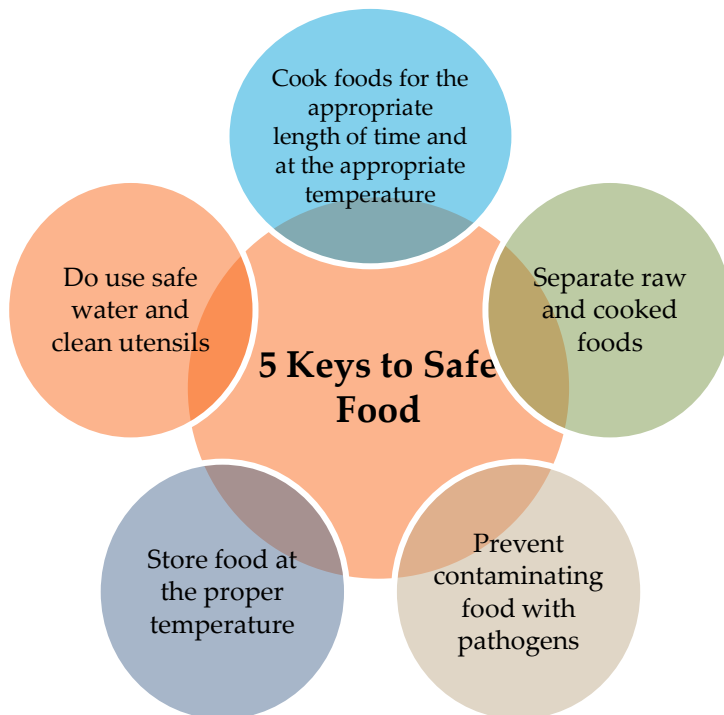 Cook foods for the
appropriate
length of time and
at the appropriate
temperature
Separate raw
and cooked
foods
Prevent
contaminating
food with
pathogens
Store food at
the proper
temperature
Do use safe
water and
clean utensils
5 Keys to Safe
Food